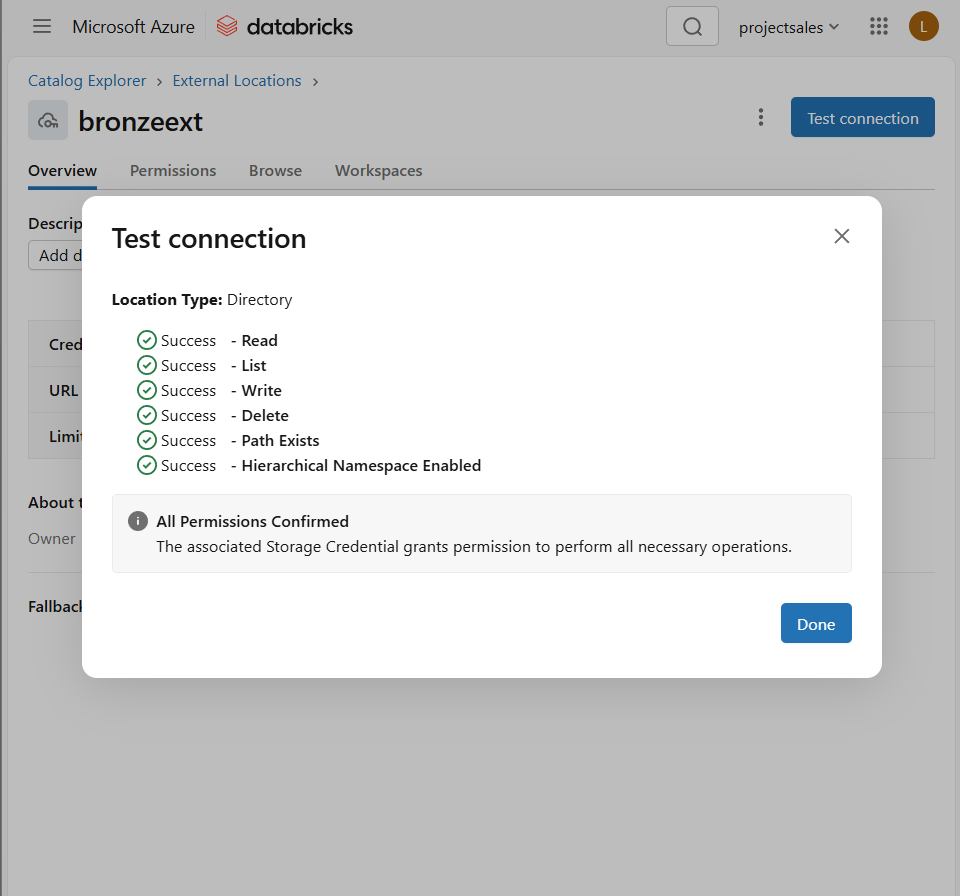 Microsoft Azure databricks projectsales L
Catalog Explorer › External Locations ›
bronzeext
Test connection
Overview Permissions Browse Workspaces
Descrip
Add d
Test connection
Location Type: Directory
Success - Read
Success - List
Success - Write
Success - Delete
Success - Path Exists
Success - Hierarchical Namespace Enabled
All Permissions Confirmed
The associated Storage Credential grants permission to perform all necessary operations.
Done
Cred
URL
Limit
About t
Owner
Fallback